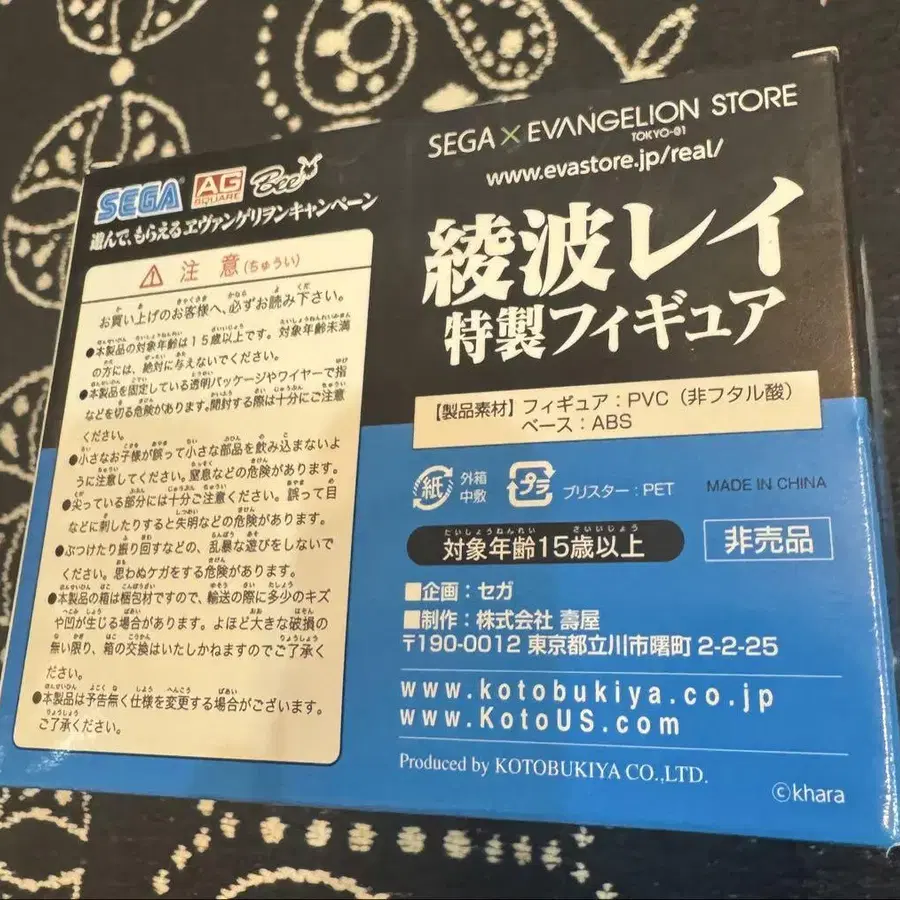 SEGA AG SQUARE Bee
遊んで、もらえるヱヴァンゲリヲンキャンペーン
⚠ 注意(ちゅうい)
お買い上げのお客様へ、必ずお読み下さい。
●本製品の対象年齢は15歳以上です。対象年齢未満
の方には、絶対に与えないでください。
●本製品を固定している透明パッケージやワイヤーで指
などを切る危険があります。開封する際は十分にご注意
ください。
●小さなお子様が誤って小さな部品を飲み込まないよ
うに注意してください。窒息などの危険があります。
●尖っている部分には十分ご注意ください。誤って目
などに刺したりすると失明などの危険があります。
●ぶつけたり振り回すなどの、乱暴な遊びをしないで
ください。思わぬケガをする危険があります。
●本製品の箱は梱包材ですので、輸送の際に多少のキズ
や凹が生じる場合があります。よほど大きな破損の
無い限り、箱の交換はいたしかねますのでご了承く
ださい。
●本製品は予告無く仕様を変更する場合がございます。
ご了承ください。
SEGA×EVANGELION STORE
TOKYO-01
www.evastore.jp/real/
綾波レイ
特製フィギュア
【製品素材】フィギュア：PVC（非フタル酸）
ベース：ABS
紙 外箱
中敷
プラ ブリスター：PET
MADE IN CHINA
たいしょうねんれい さいいじょう
対象年齢15歳以上
非売品
■企画：セガ
■制作：株式会社 壽屋
〒190-0012 東京都立川市曙町 2-2-25
www.kotobukiya.co.jp
www.KotoUS.com
Produced by KOTOBUKIYA CO.,LTD.
©khara